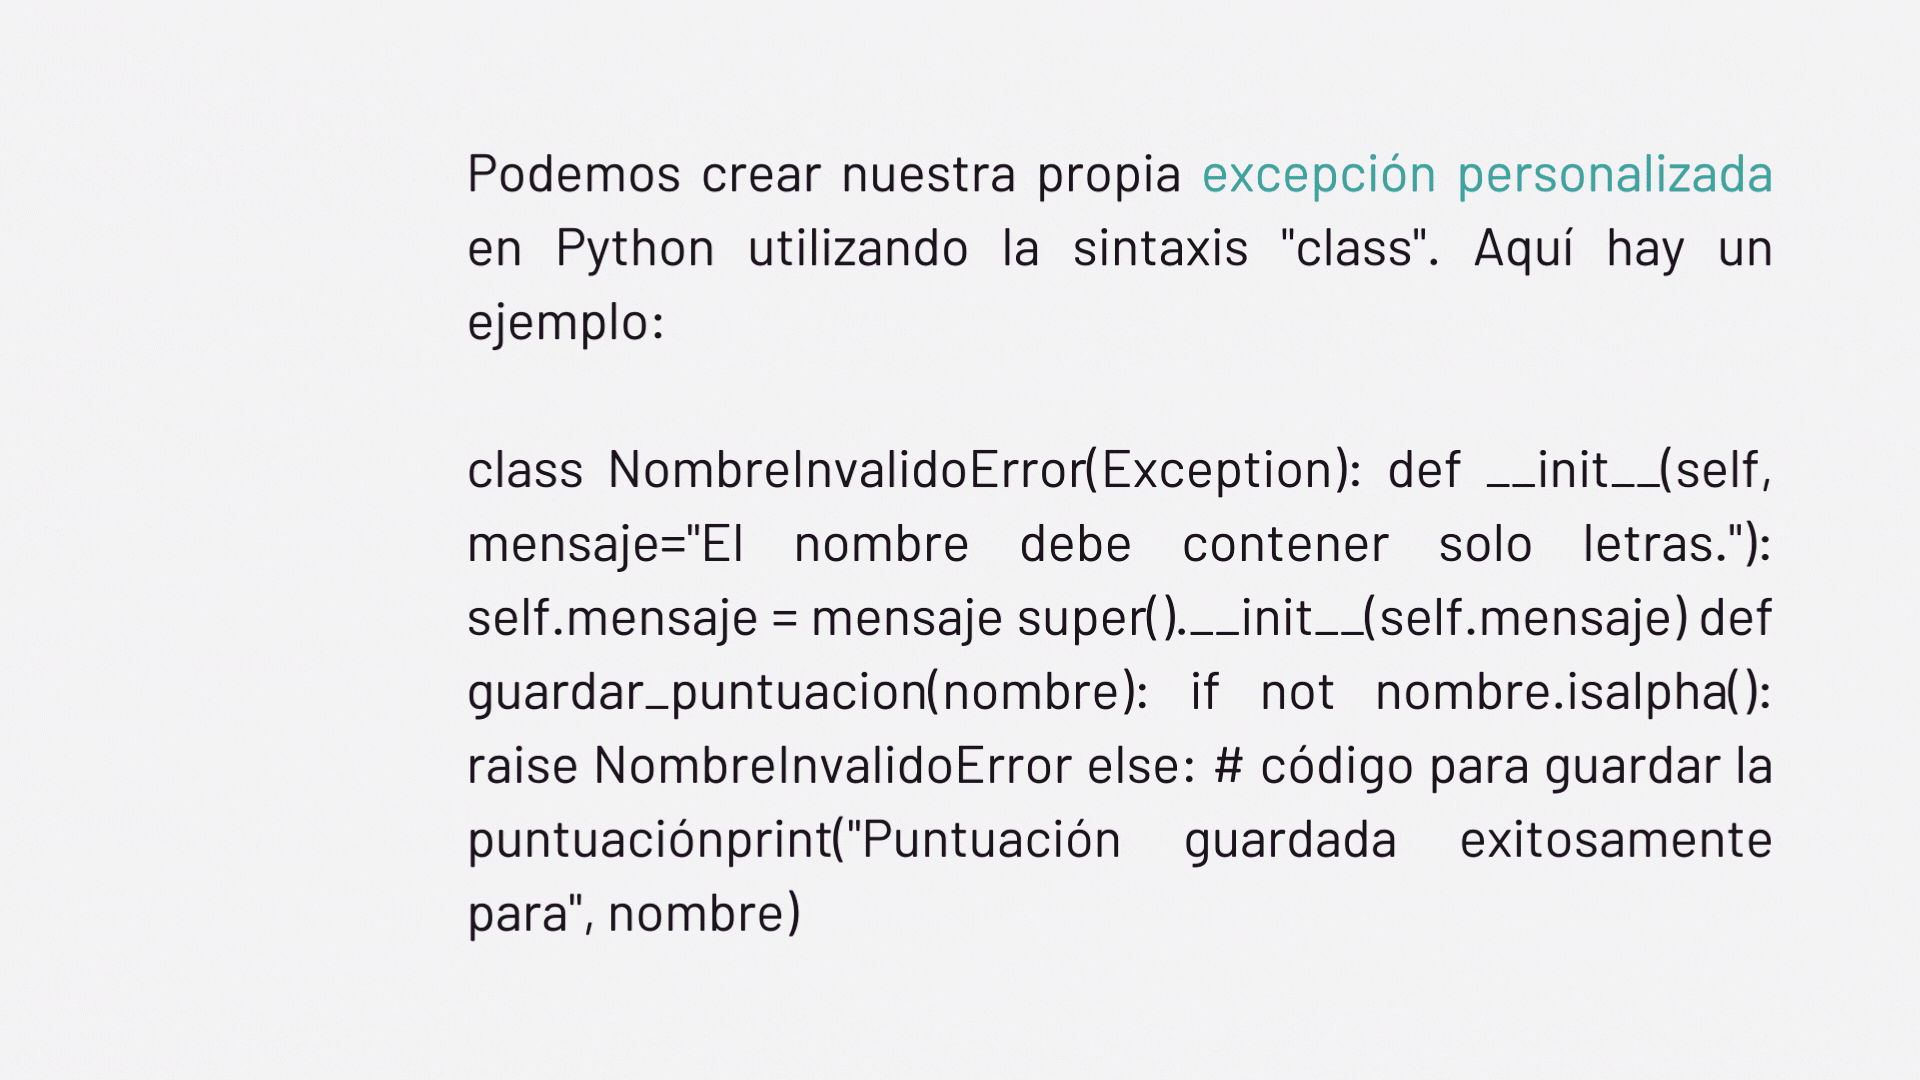 Podemos crear nuestra propia excepción personalizada
en Python utilizando la sintaxis "class". Aquí hay un
ejemplo:
class NombreInvalidoError(Exception): def __init__(self,
mensaje="El nombre debe contener solo letras."):
self.mensaje = mensaje super().__init__(self.mensaje) def
guardar_puntuacion(nombre): if not nombre.isalpha():
raise NombreInvalidoError else: # código para guardar la
puntuaciónprint("Puntuación guardada exitosamente
para", nombre)